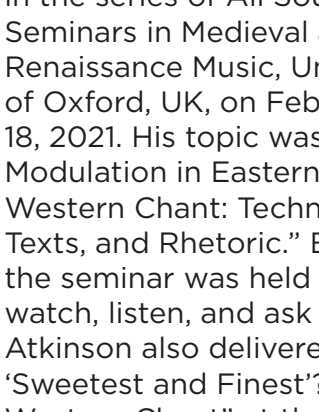 in the series of All Sou
Seminars in Medieval
Renaissance Music, Un
of Oxford, UK, on Feb
18, 2021. His topic was
Modulation in Eastern
Western Chant: Techn
Texts, and Rhetoric.” B
the seminar was held
watch, listen, and ask
Atkinson also delivere
‘Sweetest and Finest’?
Western Chant” at the